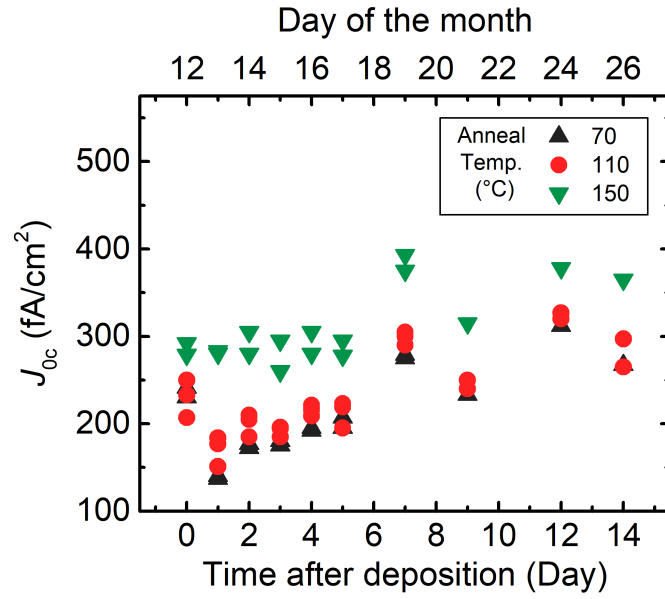 Day of the month
12 14 16 18 20 22 24 26
500
400
300
200
100
J0c (fA/cm²)
Anneal Temp. (°C)
70
110
150
0 2 4 6 8 10 12 14
Time after deposition (Day)